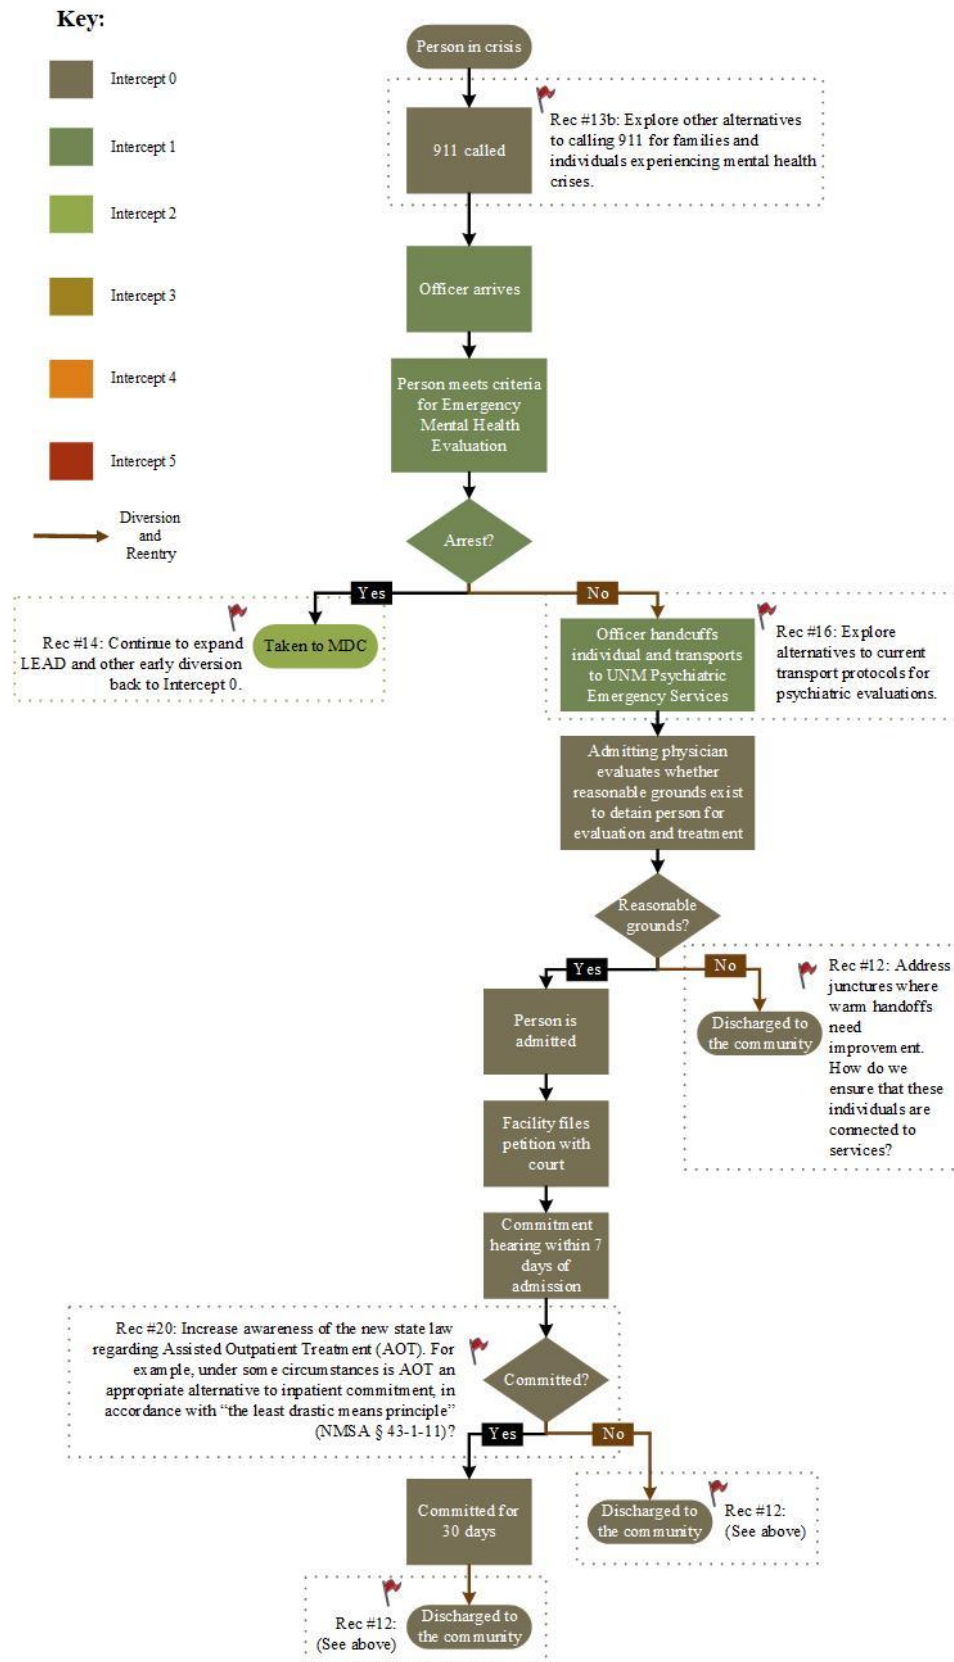 Key:
Intercept 0
Intercept 1
Intercept 2
Intercept 3
Intercept 4
Intercept 5
Diversion
and
Reentry
Person in crisis
911 called
Rec #13b: Explore other alternatives
to calling 911 for families and
individuals experiencing mental health
crises.
Officer arrives
Person meets criteria
for Emergency
Mental Health
Evaluation
Arrest?
Yes
No
Rec #14: Continue to expand
LEAD and other early diversion
back to Intercept 0.
Taken to MDC
Officer handcuffs
individual and transports
to UNM Psychiatric
Emergency Services
Rec #16: Explore
alternatives to current
transport protocols for
psychiatric evaluations.
Admitting physician
evaluates whether
reasonable grounds exist
to detain person for
evaluation and treatment
Reasonable
grounds?
Yes
No
Person is
admitted
Discharged to
the community
Rec #12: Address
junctures where
warm handoffs
need
improvement.
How do we
ensure that these
individuals are
connected to
services?
Facility files
petition with
court
Commitment
hearing within 7
days of
admission
Rec #20: Increase awareness of the new state law
regarding Assisted Outpatient Treatment (AOT). For
example, under some circumstances is AOT an
appropriate alternative to inpatient commitment, in
accordance with “the least drastic means principle”
(NMSA § 43-1-11)?
Committed?
Yes
No
Committed for
30 days
Discharged to
the community
Rec #12:
(See above)
Rec #12:
(See above)
Discharged to
the community